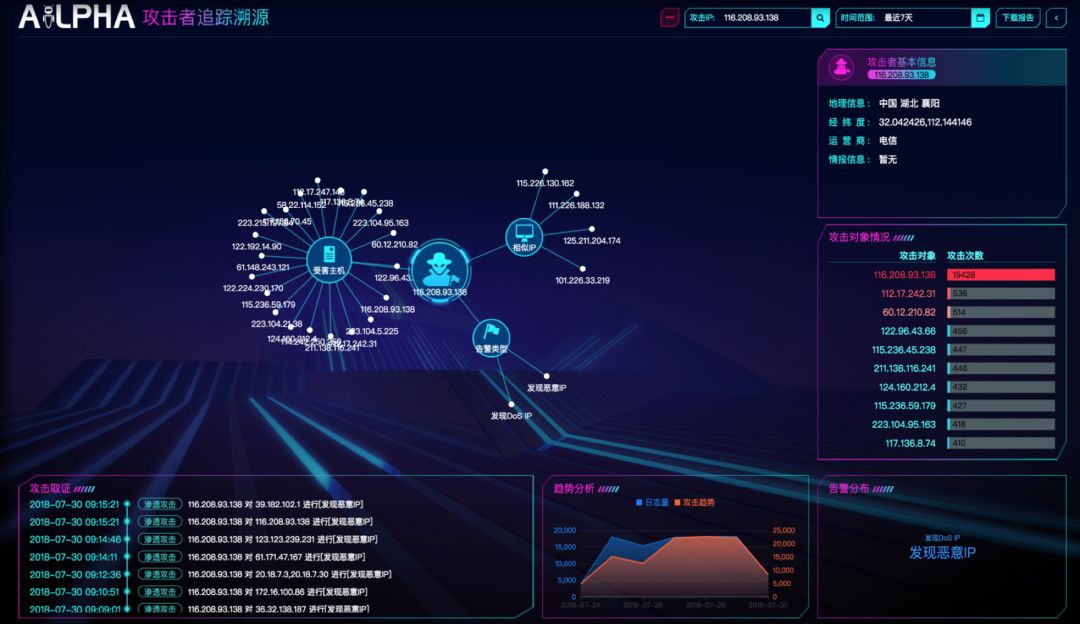 AiLPHA 攻击者追踪溯源
攻击IP: 116.208.93.138
时间范围: 最近7天
下载报告
攻击者基本信息
116.208.93.138
地理信息: 中国 湖北 襄阳
经 纬 度: 32.042426,112.144146
运 营 商: 电信
情报信息: 暂无
112.17.247.148
58.22.114.152
115.236.45.238
223.104.95.163
60.12.210.82
122.192.14.90
61.148.243.121
122.224.230.170
115.236.59.179
223.104.21.38
124.160.212.4
211.138.116.241
112.17.242.31
223.104.5.225
116.208.93.138
122.96.43.
受害主机
116.208.93.138
相似IP
115.226.130.162
111.226.188.132
125.211.204.174
101.226.33.219
告警类型
发现恶意IP
发现DoS IP
攻击对象情况
攻击对象 攻击次数
116.208.93.138 19428
112.17.242.31 536
60.12.210.82 514
122.96.43.66 456
115.236.45.238 447
211.138.116.241 446
124.160.212.4 432
115.236.59.179 427
223.104.95.163 418
117.136.8.74 410
攻击取证
2018-07-30 09:15:21 渗透攻击 116.208.93.138 对 39.182.102.1 进行[发现恶意IP]
2018-07-30 09:15:21 渗透攻击 116.208.93.138 对 116.208.93.138 进行[发现恶意IP]
2018-07-30 09:14:46 渗透攻击 116.208.93.138 对 123.123.239.231 进行[发现恶意IP]
2018-07-30 09:14:11 渗透攻击 116.208.93.138 对 61.171.47.167 进行[发现恶意IP]
2018-07-30 09:12:36 渗透攻击 116.208.93.138 对 20.18.7.3,20.18.7.30 进行[发现恶意IP]
2018-07-30 09:10:51 渗透攻击 116.208.93.138 对 172.16.100.86 进行[发现恶意IP]
2018-07-30 09:09:01 渗透攻击 116.208.93.138 对 36.32.138.187 进行[发现恶意IP]
趋势分析
日志量 攻击趋势
20,000
15,000
10,000
5,000
0
25,000
20,000
15,000
10,000
5,000
0
2018-07-24 2018-07-26 2018-07-28 2018-07-30
告警分布
发现DoS IP
发现恶意IP